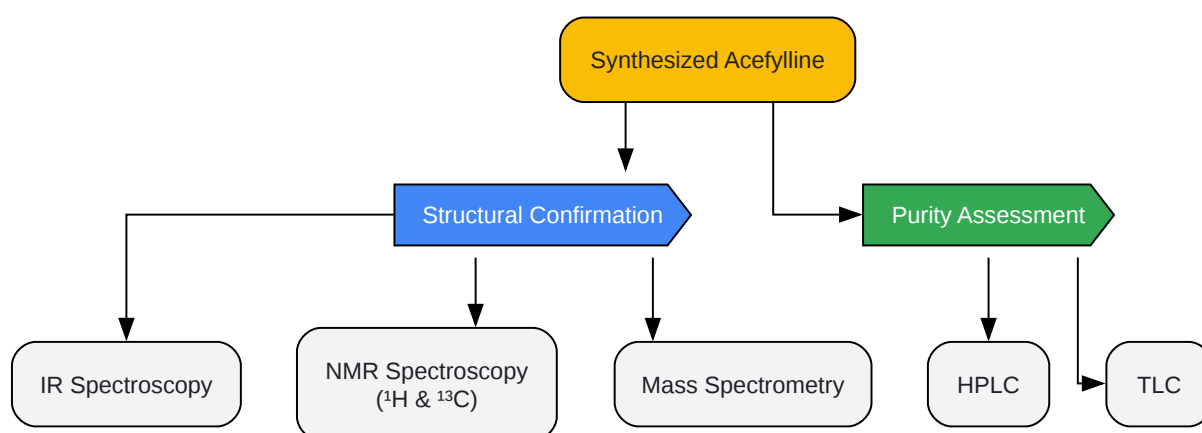 Synthesized Acefylline
Structural Confirmation
Purity Assessment
IR Spectroscopy
NMR Spectroscopy
(¹H & ¹³C)
Mass Spectrometry
HPLC
TLC